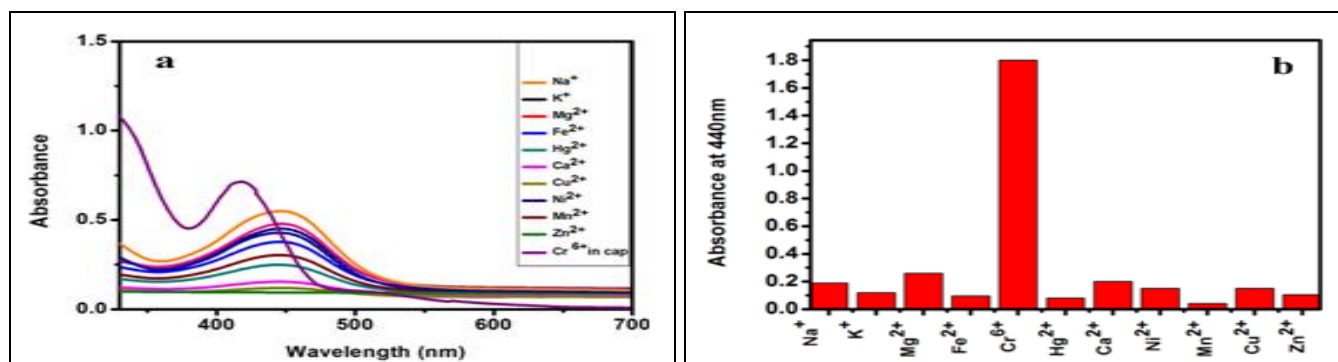 a
1.5
1.0
0.5
0.0
Absorbance
400
500
600
700
Wavelength (nm)
Na+
K+
Mg2+
Fe2+
Hg2+
Ca2+
Cu2+
Ni2+
Mn2+
Zn2+
Cr 6+in cap
b
1.8
1.6
1.4
1.2
1.0
0.8
0.6
0.4
0.2
0.0
Absorbance at 440nm
Na+
K+
Mg2+
Fe2+
Cr6+
Hg2+
Ca2+
Ni2+
Mn2+
Cu2+
Zn2+